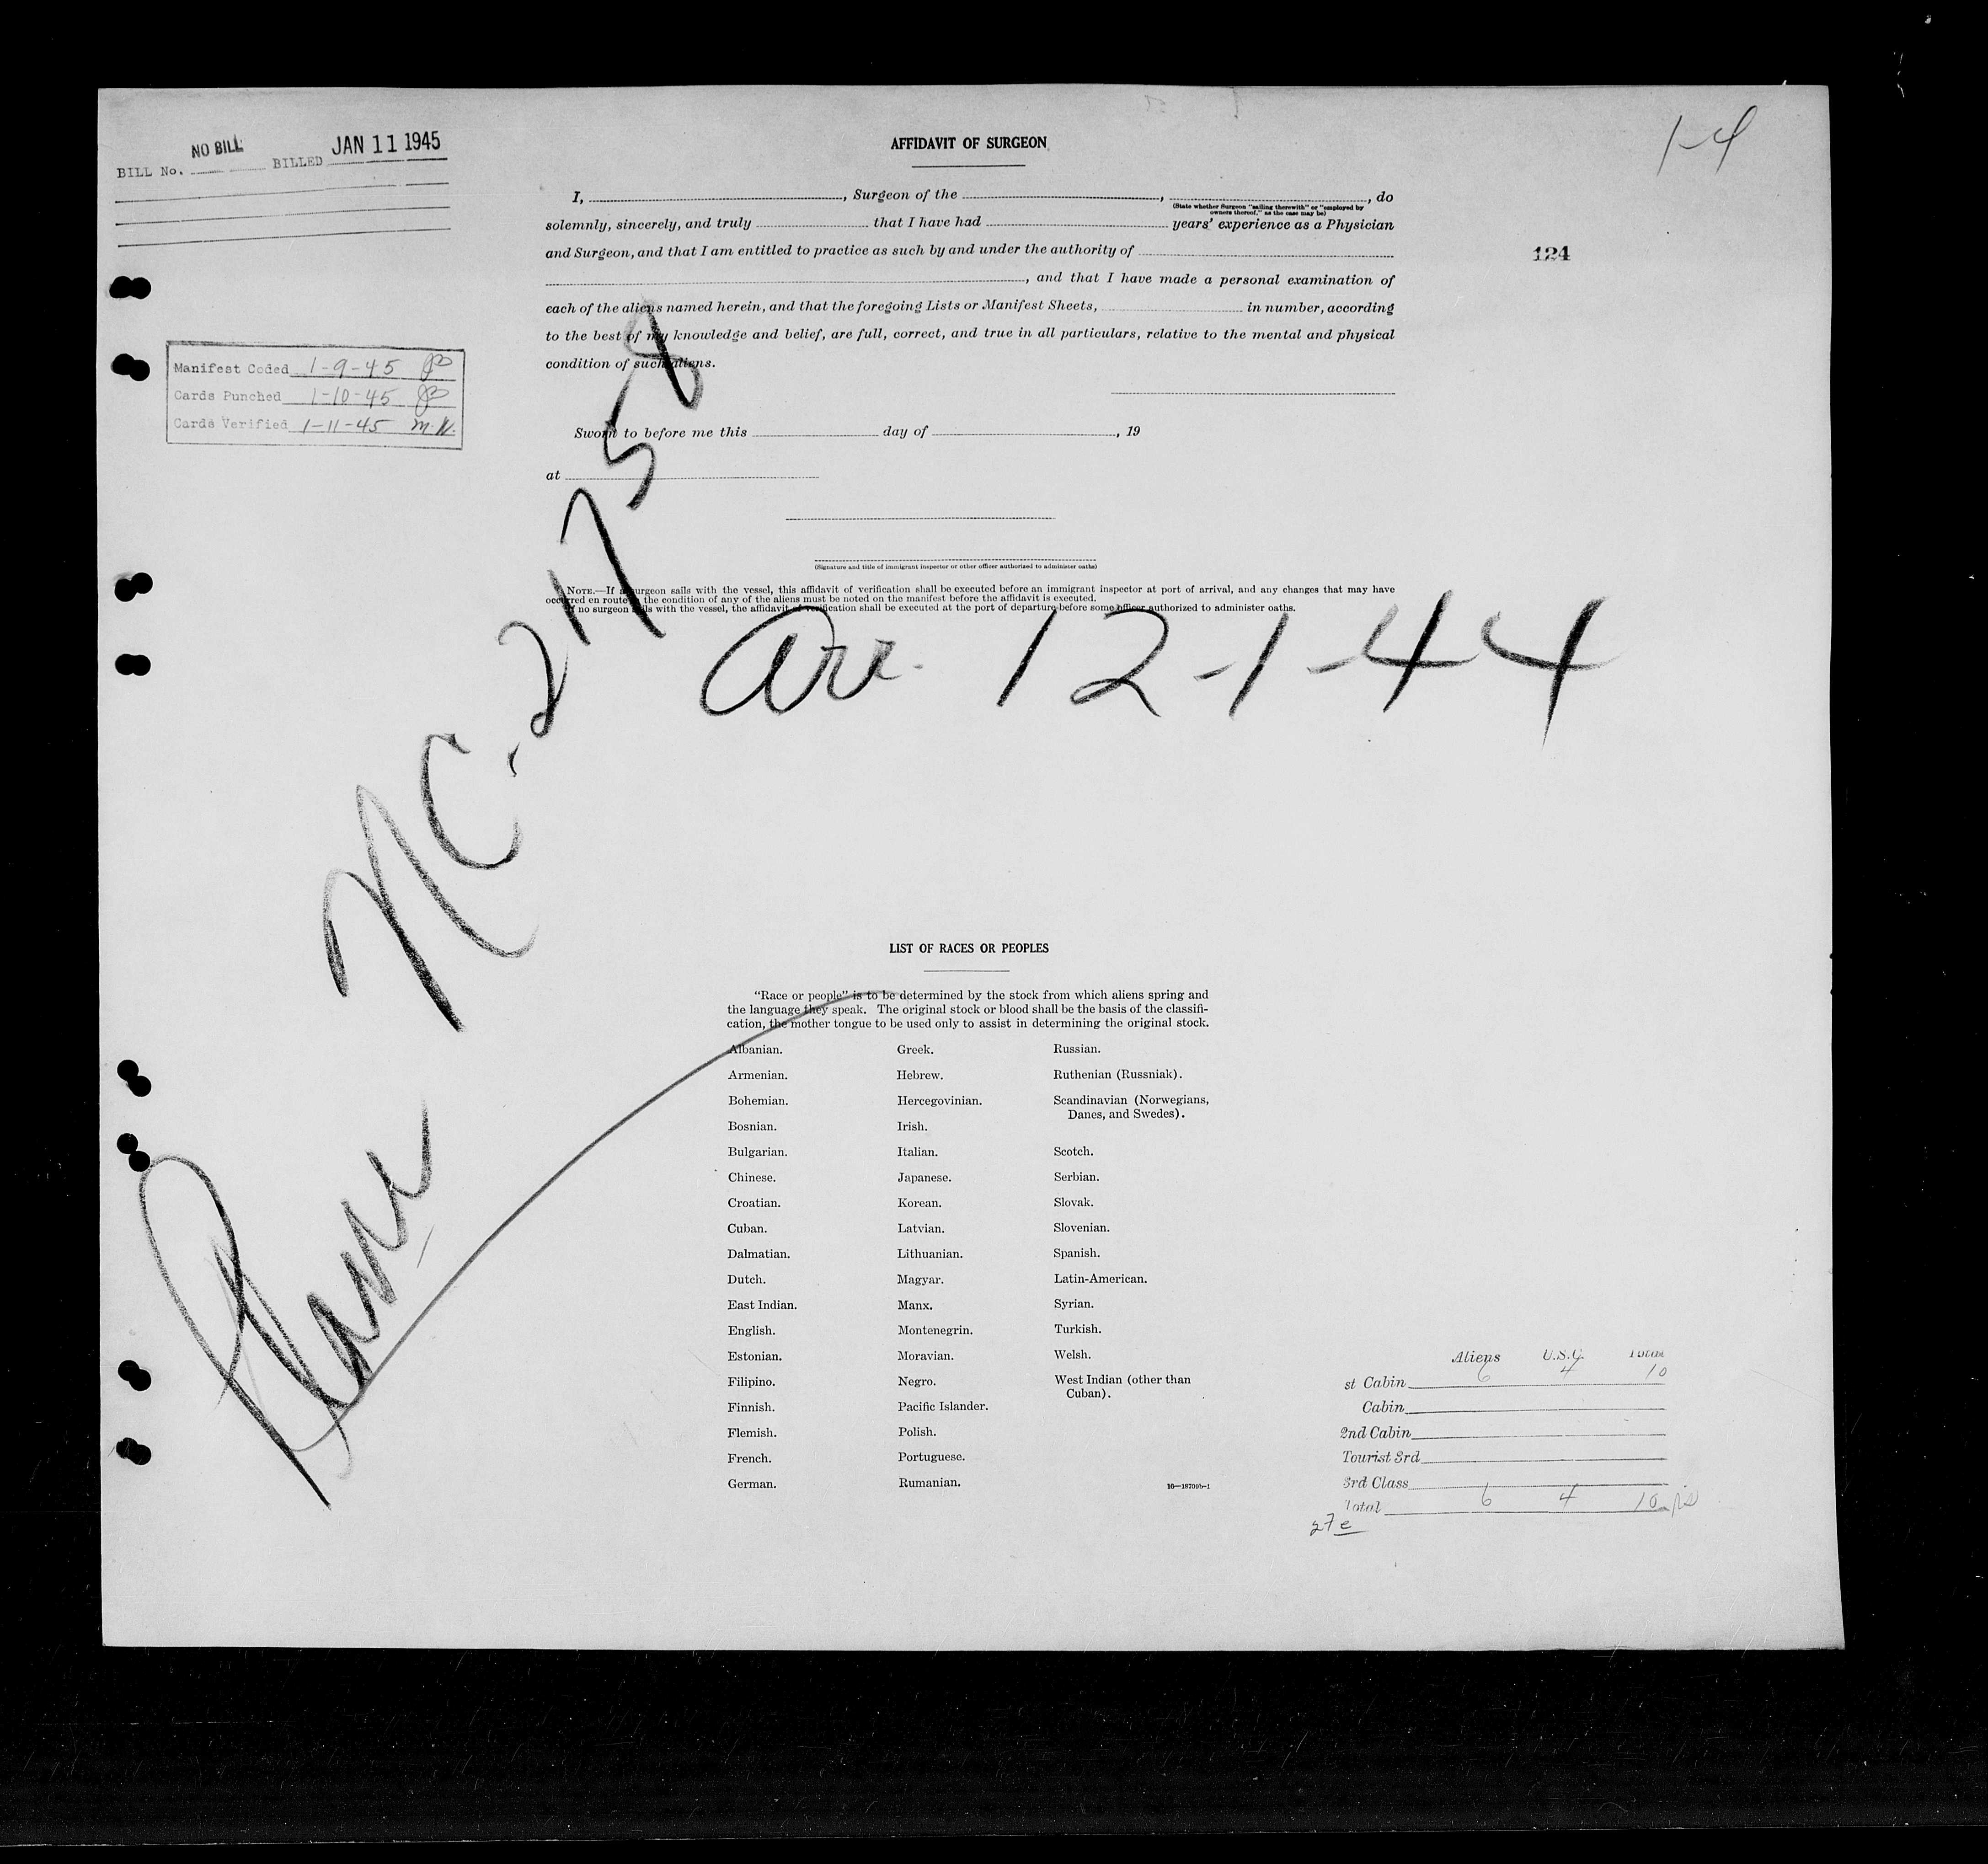 BILL No. NO BILL BILLED JAN 11 1945
1-4
124
AFFIDAVIT OF SURGEON
I, , Surgeon of the , , do
(State whether Surgeon "sailing therewith" or "employed by
owners thereof," as the case may be)
solemnly, sincerely, and truly that I have had years' experience as a Physician
and Surgeon, and that I am entitled to practice as such by and under the authority of
, and that I have made a personal examination of
each of the aliens named herein, and that the foregoing Lists or Manifest Sheets, in number, according
to the best of my knowledge and belief, are full, correct, and true in all particulars, relative to the mental and physical
condition of such aliens.
Manifest Coded 1-9-45
Cards Punched 1-10-45
Cards Verified 1-11-45 M.W.
Sworn to before me this day of , 19
at
(Signature and title of immigrant inspector or other officer authorized to administer oaths)
NOTE.—If a surgeon sails with the vessel, this affidavit of verification shall be executed before an immigrant inspector at port of arrival, and any changes that may have
occurred en route in the condition of any of the aliens must be noted on the manifest before the affidavit is executed.
If no surgeon sails with the vessel, the affidavit of verification shall be executed at the port of departure before some officer authorized to administer oaths.
Arr. 12-1-44
Plane NC-21758
LIST OF RACES OR PEOPLES
"Race or people" is to be determined by the stock from which aliens spring and
the language they speak. The original stock or blood shall be the basis of the classifi-
cation, the mother tongue to be used only to assist in determining the original stock.
Albanian.
Armenian.
Bohemian.
Bosnian.
Bulgarian.
Chinese.
Croatian.
Cuban.
Dalmatian.
Dutch.
East Indian.
English.
Estonian.
Filipino.
Finnish.
Flemish.
French.
German.
Greek.
Hebrew.
Hercegovinian.
Irish.
Italian.
Japanese.
Korean.
Latvian.
Lithuanian.
Magyar.
Manx.
Montenegrin.
Moravian.
Negro.
Pacific Islander.
Polish.
Portuguese.
Rumanian.
Russian.
Ruthenian (Russniak).
Scandinavian (Norwegians,
Danes, and Swedes).
Scotch.
Serbian.
Slovak.
Slovenian.
Spanish.
Latin-American.
Syrian.
Turkish.
Welsh.
West Indian (other than
Cuban).
16—18709b-1
Aliens U.S.C. Total
st Cabin 6 4 10
Cabin
2nd Cabin
Tourist 3rd
3rd Class
Total 6 4 10
27 e